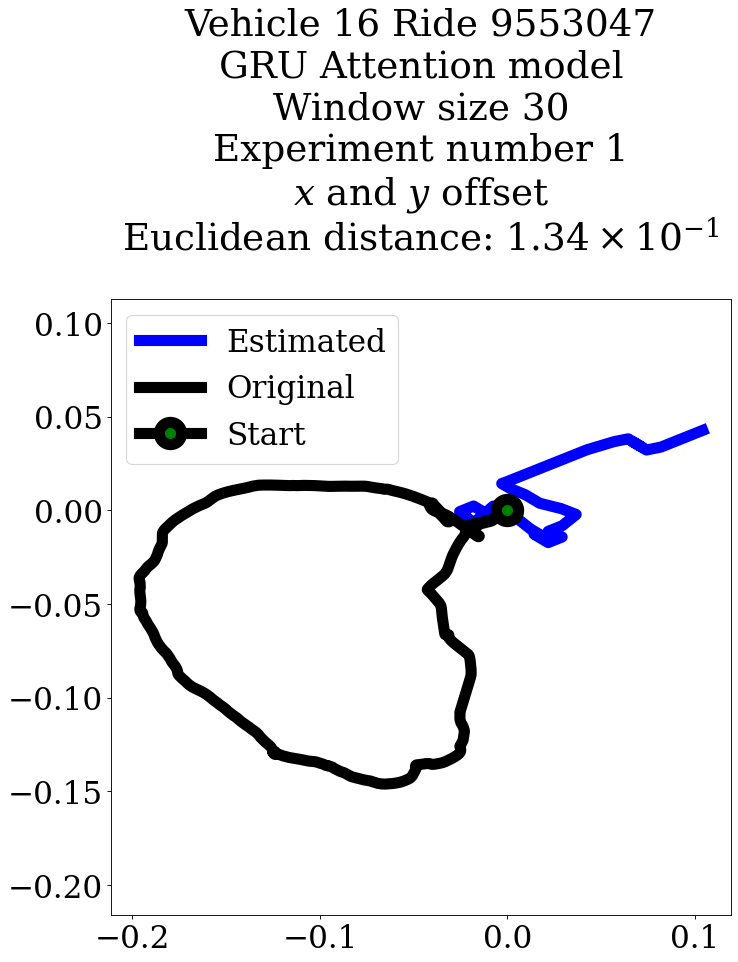 Vehicle 16 Ride 9553047
GRU Attention model
Window size 30
Experiment number 1
x and y offset
Euclidean distance: 1.34 × 10⁻¹
Estimated
Original
Start
0.10
0.05
0.00
−0.05
−0.10
−0.15
−0.20
−0.2 −0.1 0.0 0.1